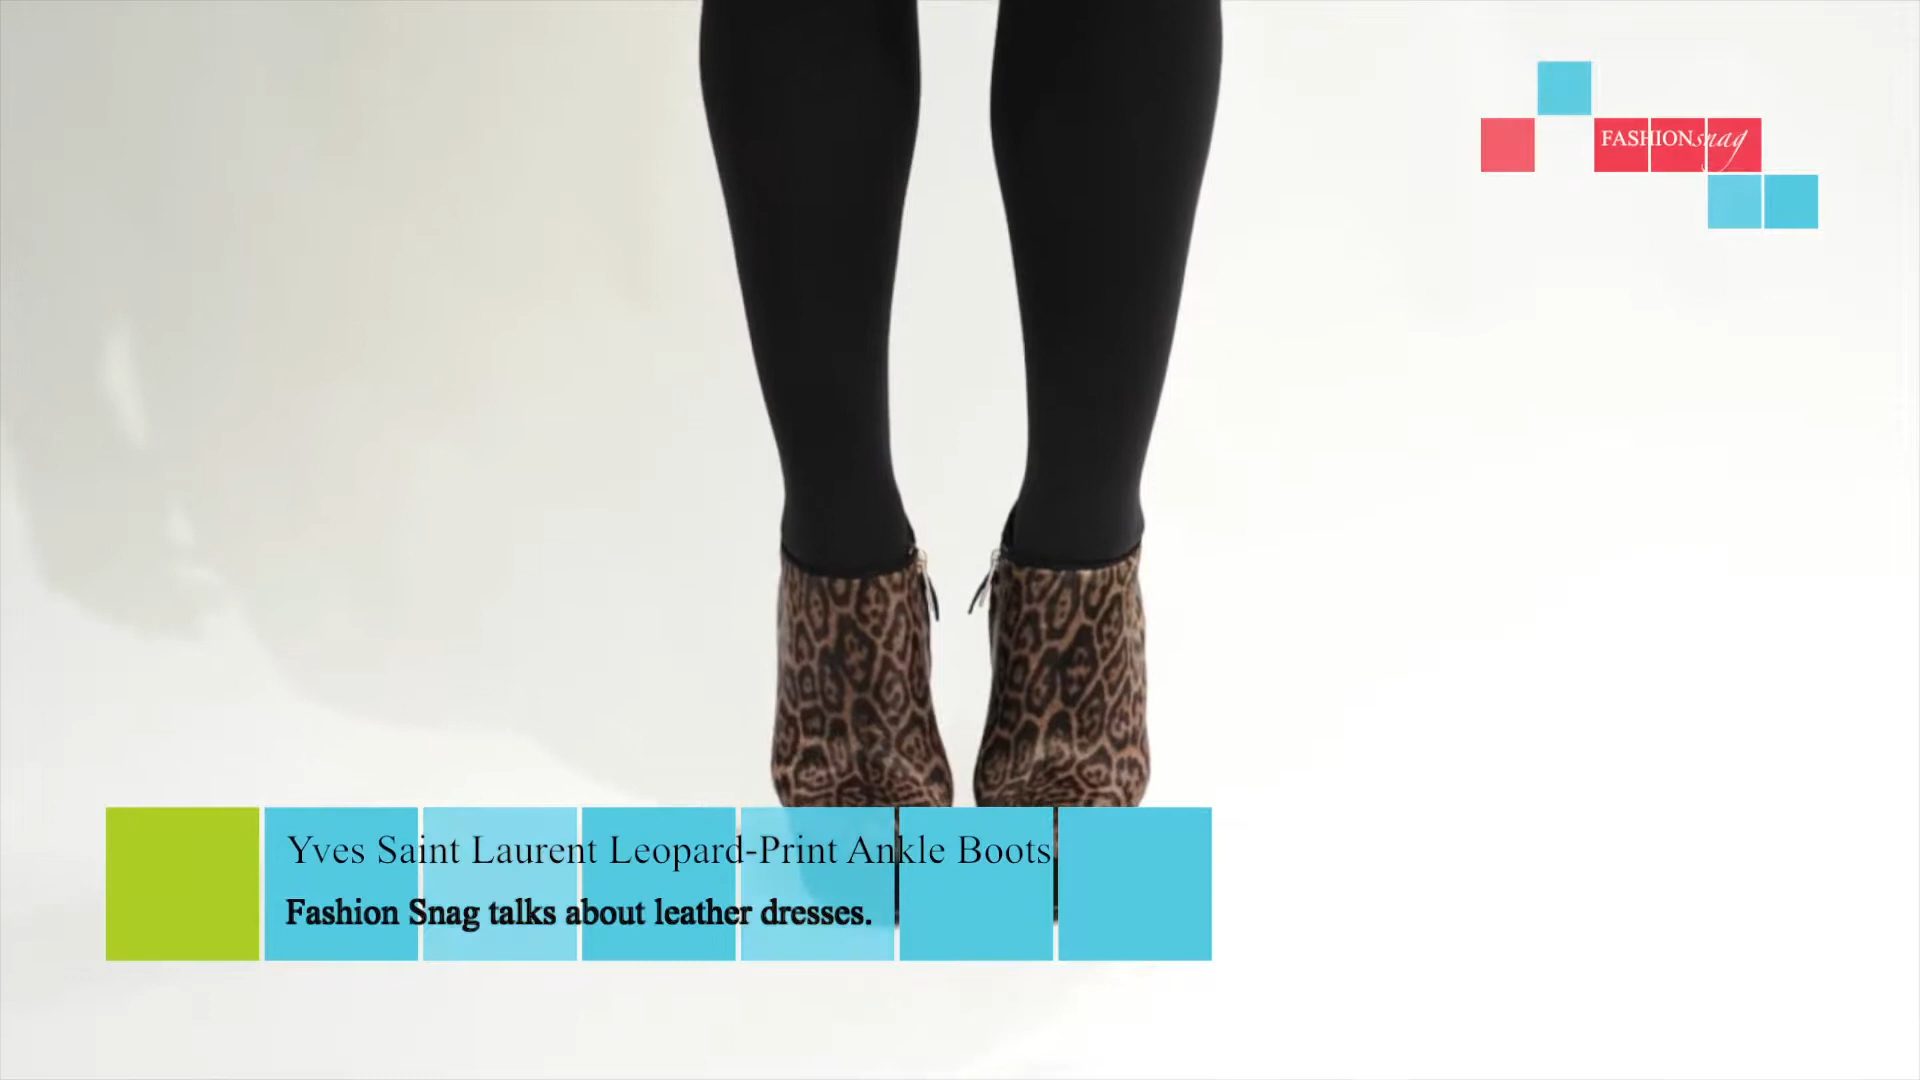 FASHIONsnag
Yves Saint Laurent Leopard-Print Ankle Boots
Fashion Snag talks about leather dresses.